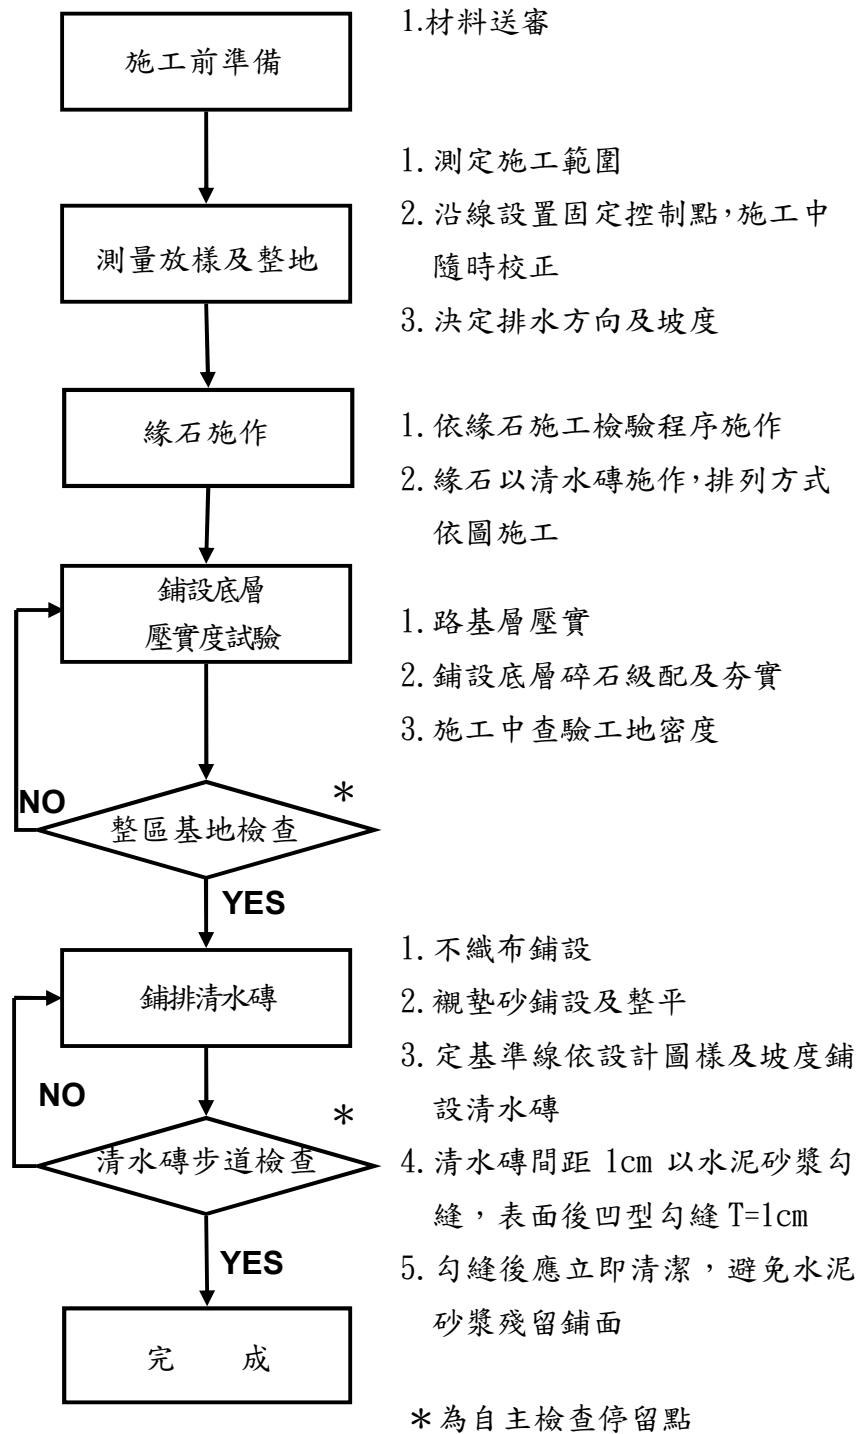 1.材料送審
施工前準備
1. 測定施工範圍
2. 沿線設置固定控制點，施工中
隨時校正
3. 決定排水方向及坡度
測量放樣及整地
緣石施作
1. 依緣石施工檢驗程序施作
2. 緣石以清水磚施作，排列方式
依圖施工
鋪設底層
壓實度試驗
1. 路基層壓實
2. 鋪設底層碎石級配及夯實
3. 施工中查驗工地密度
NO
＊
整區基地檢查
YES
鋪排清水磚
1. 不織布鋪設
2. 襯墊砂鋪設及整平
3. 定基準線依設計圖樣及坡度鋪
設清水磚
4. 清水磚間距 1cm 以水泥砂漿勾
縫，表面後凹型勾縫 T=1cm
5. 勾縫後應立即清潔，避免水泥
砂漿殘留鋪面
NO
＊
清水磚步道檢查
YES
完 成
＊為自主檢查停留點